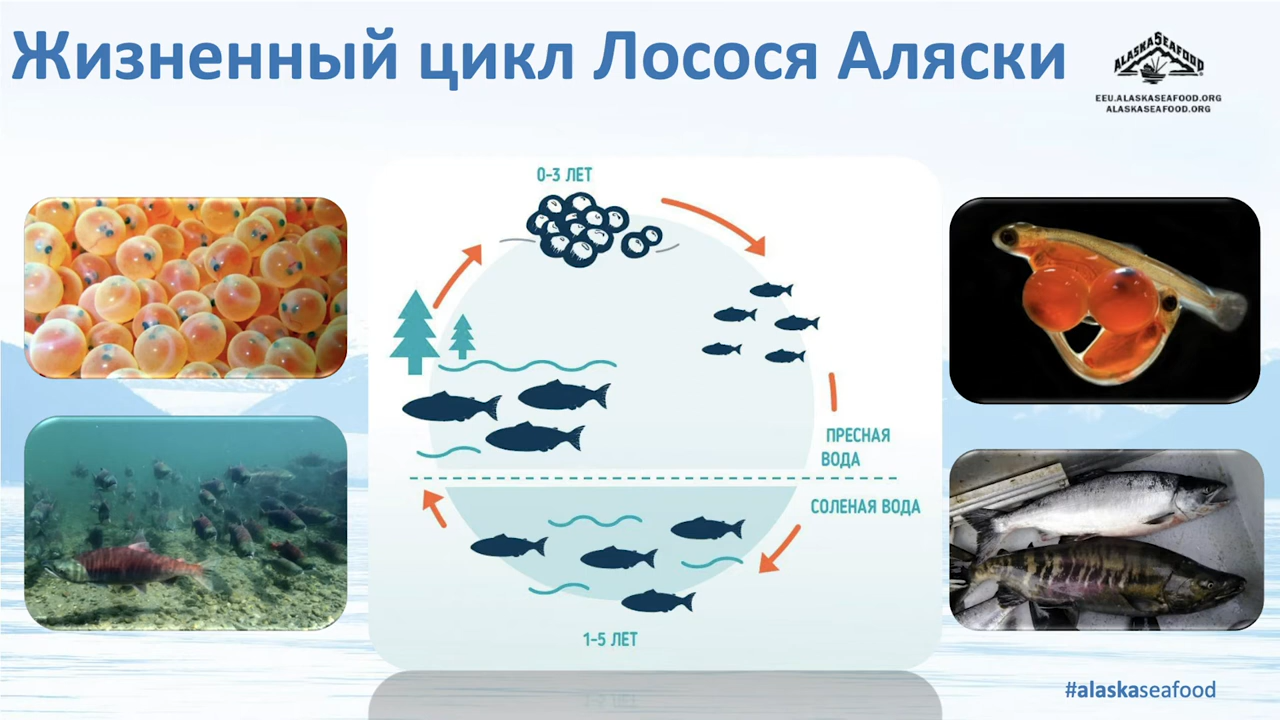 Жизненный цикл Лосося Аляски
ALASKA SEAFOOD
EEU.ALASKASEAFOOD.ORG
ALASKASEAFOOD.ORG
0-3 ЛЕТ
ПРЕСНАЯ
ВОДА
СОЛЕНАЯ ВОДА
1-5 ЛЕТ
#alaskaseafood